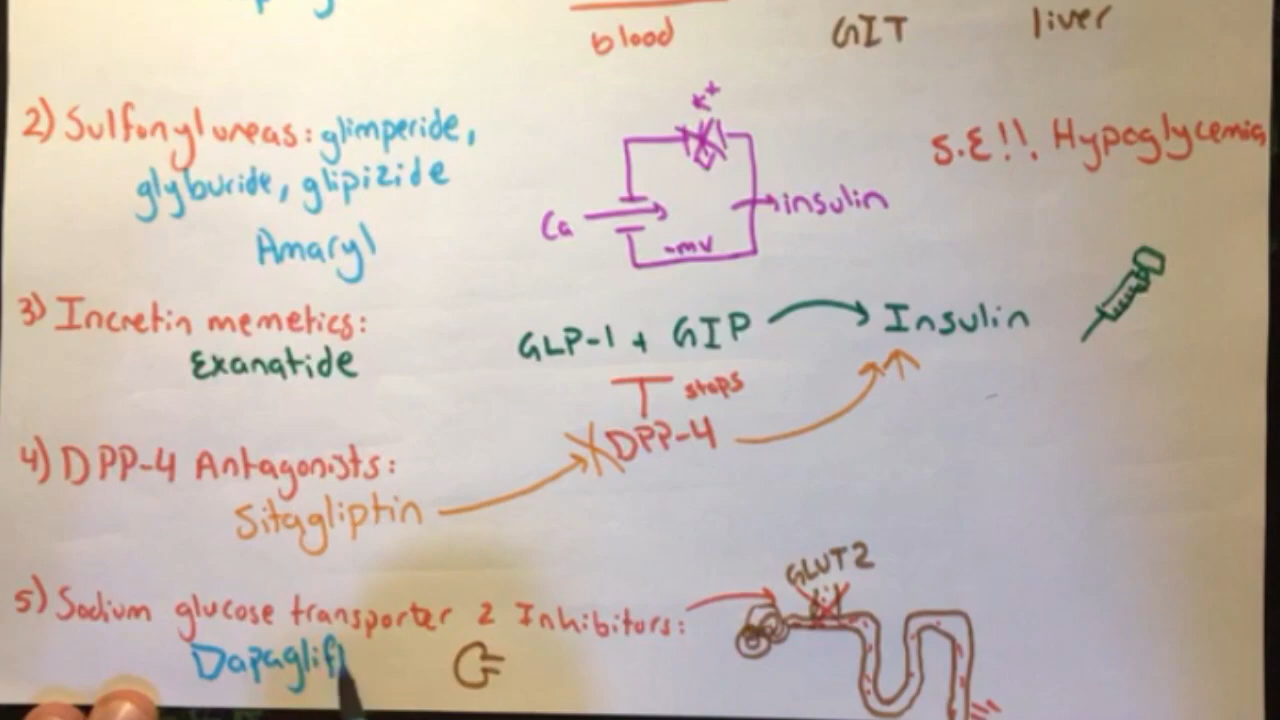 blood GIT liver
2) Sulfonylureas: glimperide,
glyburide, glipizide
Amaryl
K+
Ca
-mv
insulin
S.E!!. Hypoglycemia
3) Incretin memetics:
Exanatide
GLP-1 + GIP Insulin
stops
DPP-4
4) DPP-4 Antagonists:
Sitagliptin
5) Sodium glucose transporter 2 Inhibitors:
Dapaglifl
GLUT2